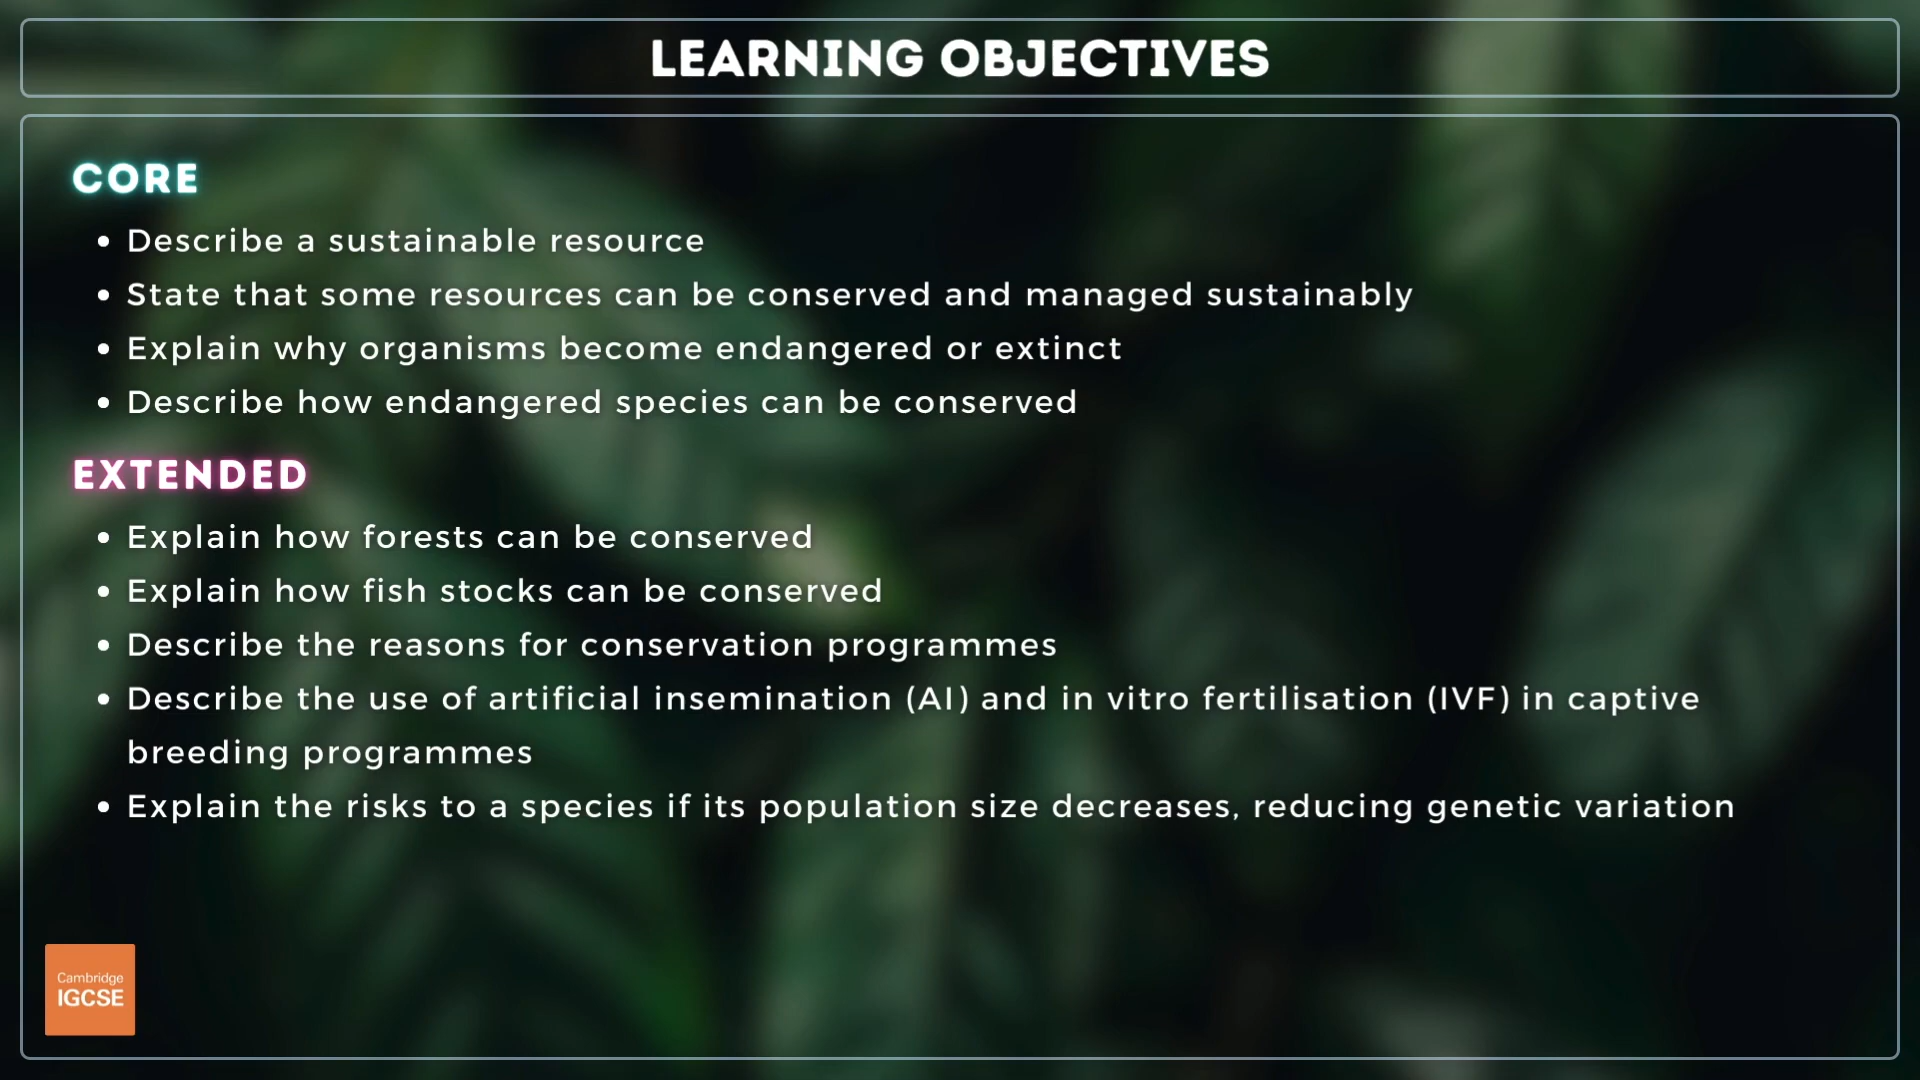 LEARNING OBJECTIVES
CORE
• Describe a sustainable resource
• State that some resources can be conserved and managed sustainably
• Explain why organisms become endangered or extinct
• Describe how endangered species can be conserved
EXTENDED
• Explain how forests can be conserved
• Explain how fish stocks can be conserved
• Describe the reasons for conservation programmes
• Describe the use of artificial insemination (AI) and in vitro fertilisation (IVF) in captive
breeding programmes
• Explain the risks to a species if its population size decreases, reducing genetic variation
Cambridge
IGCSE